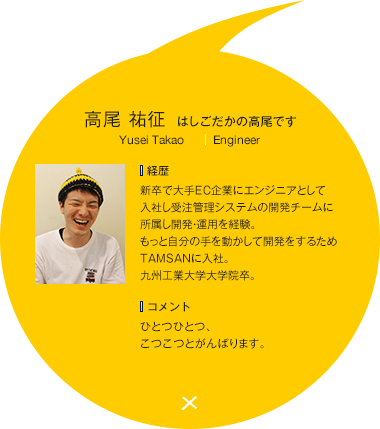 高尾 祐征 はしごだかの高尾です
Yusei Takao | Engineer
経歴
新卒で大手EC企業にエンジニアとして
入社し受注管理システムの開発チームに
所属し開発・運用を経験。
もっと自分の手を動かして開発をするため
TAMSANに入社。
九州工業大学大学院卒。
コメント
ひとつひとつ、
こつこつとがんばります。